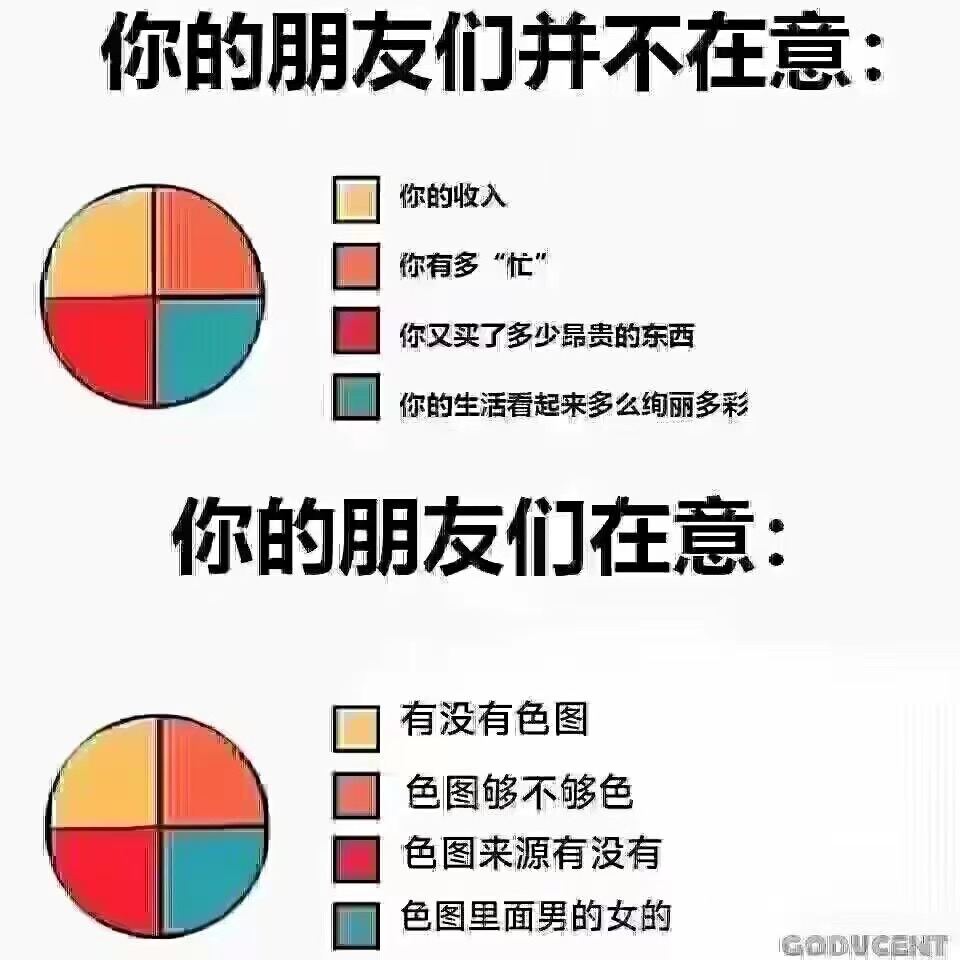 你的朋友们并不在意：
你的收入
你有多“忙”
你又买了多少昂贵的东西
你的生活看起来多么绚丽多彩
你的朋友们在意：
有没有色图
色图够不够色
色图来源有没有
色图里面男的女的
GODUCENT